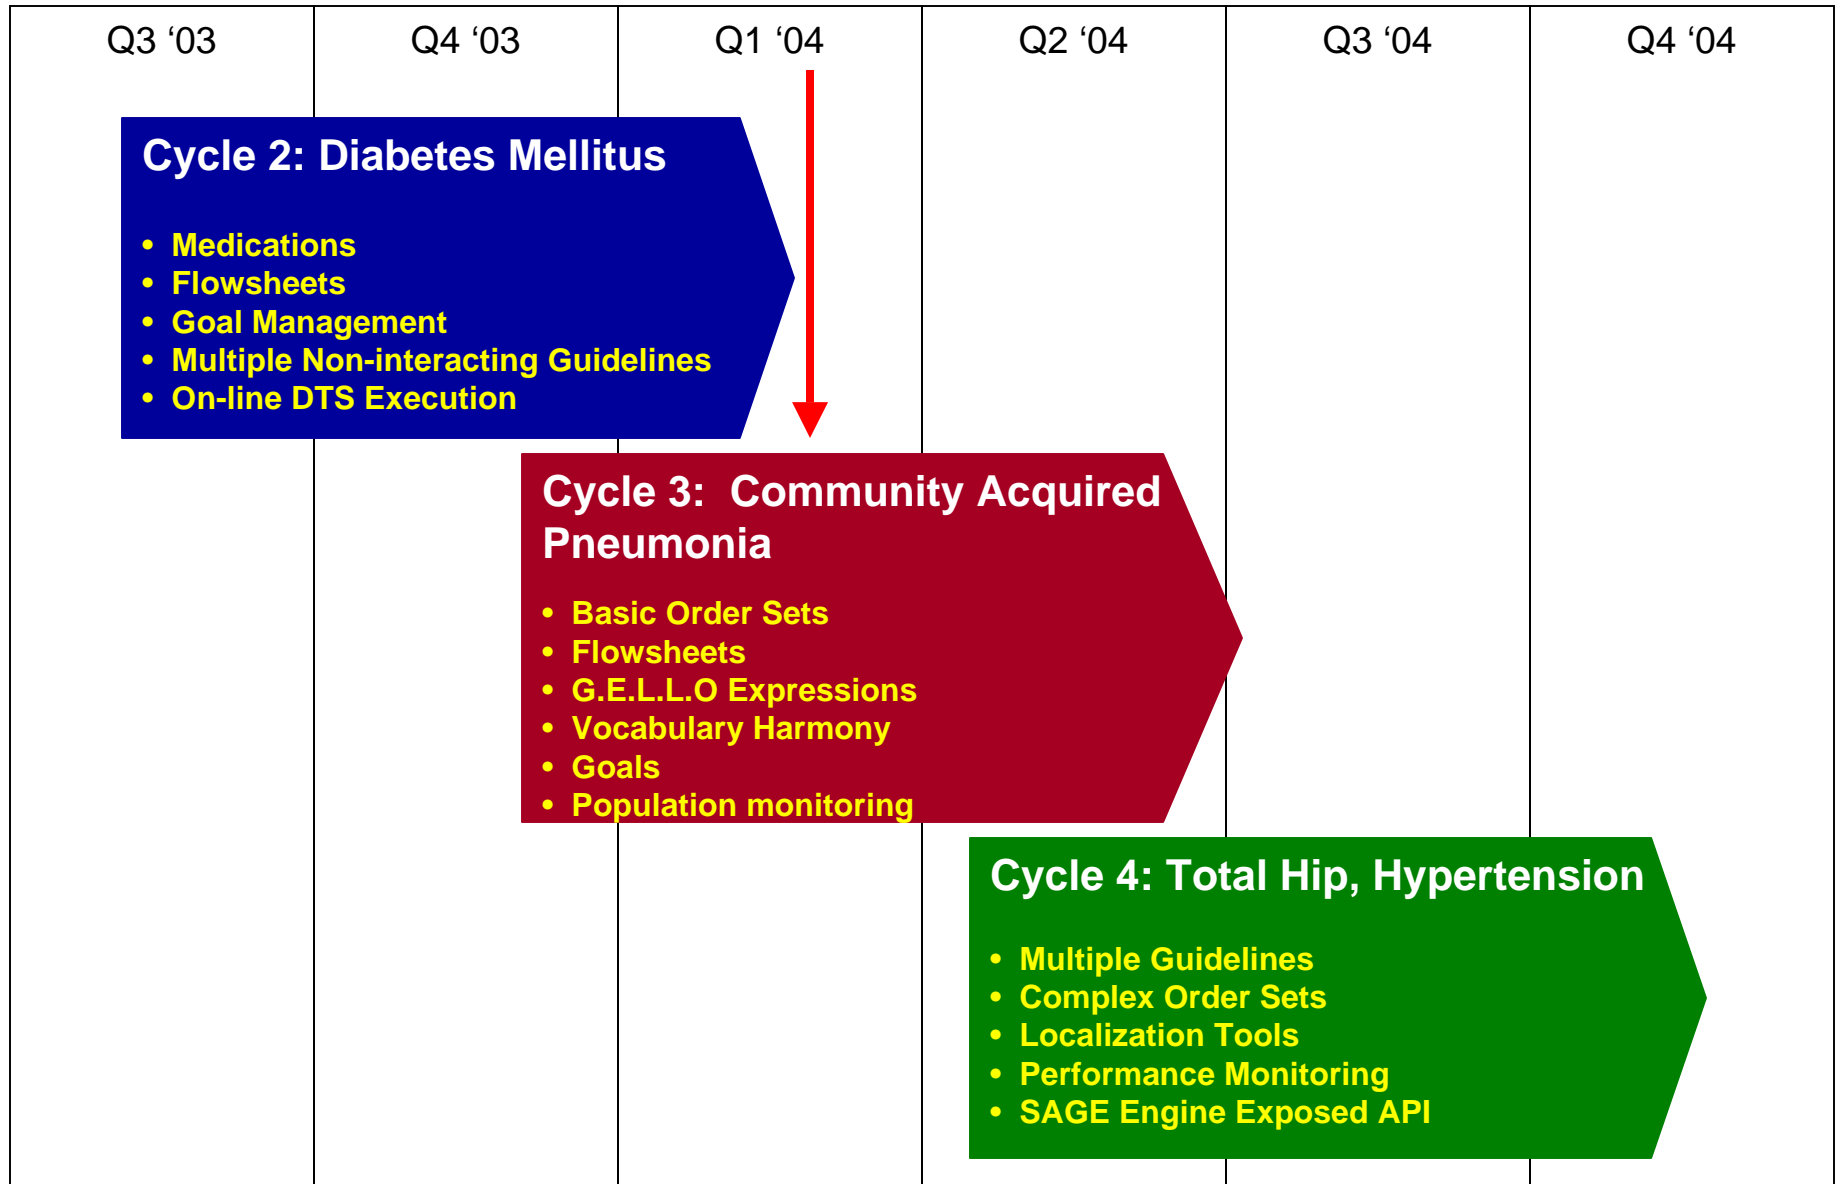 Q3 ‘03
Q4 ‘03
Q1 ‘04
Q2 ‘04
Q3 ‘04
Q4 ‘04
Cycle 2: Diabetes Mellitus
• Medications
• Flowsheets
• Goal Management
• Multiple Non-interacting Guidelines
• On-line DTS Execution
Cycle 3:  Community Acquired
Pneumonia
• Basic Order Sets
• Flowsheets
• G.E.L.L.O Expressions
• Vocabulary Harmony
• Goals
• Population monitoring
Cycle 4: Total Hip, Hypertension
• Multiple Guidelines
• Complex Order Sets
• Localization Tools
• Performance Monitoring
• SAGE Engine Exposed API